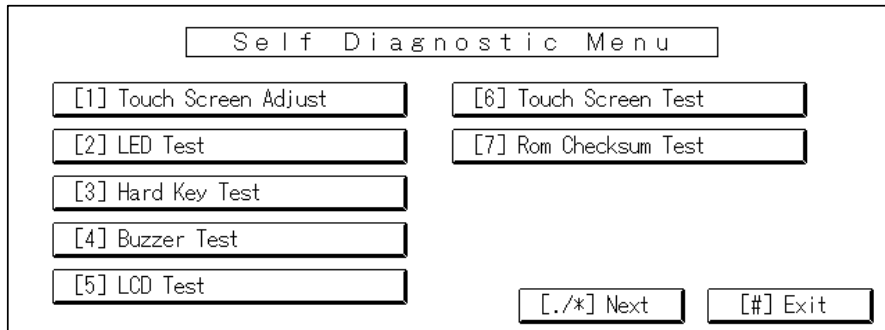 Self Diagnostic Menu
[1] Touch Screen Adjust
[2] LED Test
[3] Hard Key Test
[4] Buzzer Test
[5] LCD Test
[6] Touch Screen Test
[7] Rom Checksum Test
[./*] Next
[#] Exit